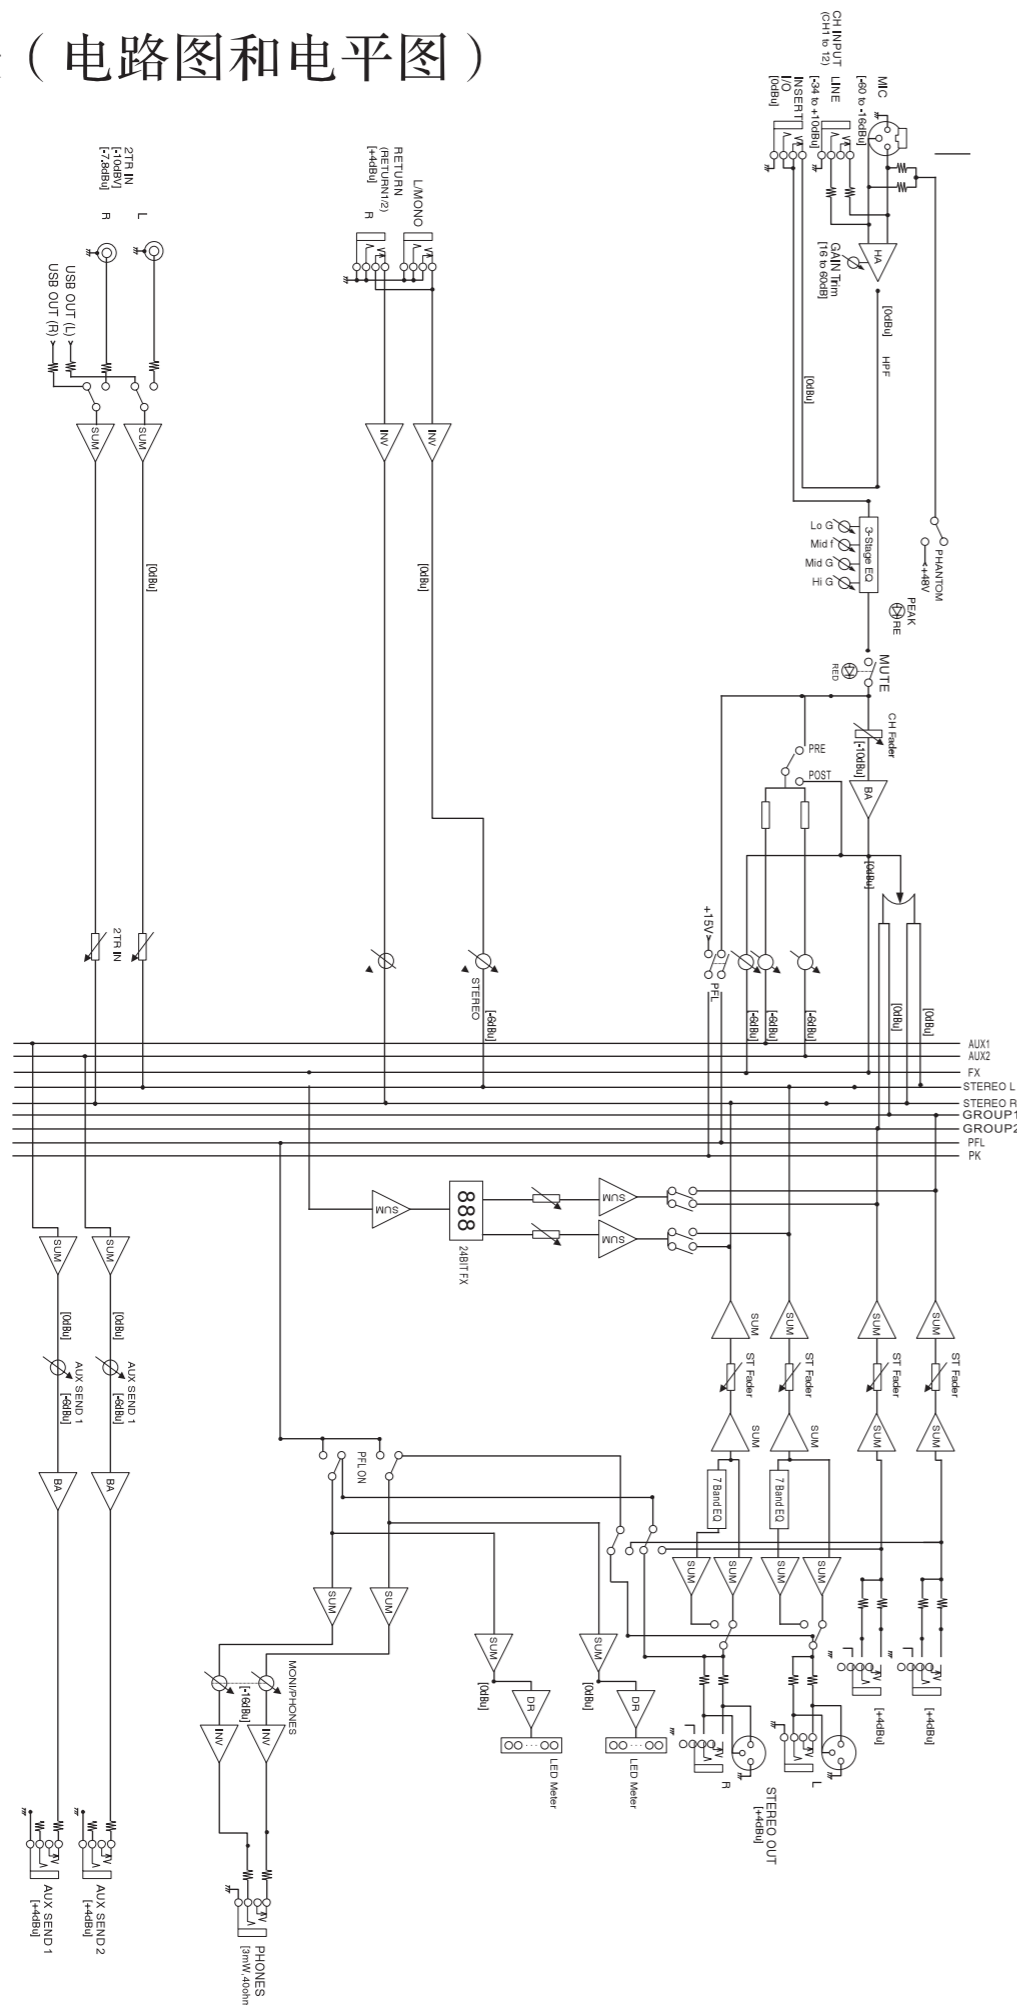 (电路图和电平图)
CH INPUT
(CH1 to 12)
MIC
[-60 to -16dBu]
LINE
[-34 to +10dBu]
INSERT
I/O
[0dBu]
HA
GAIN Trim
[16 to 60dB]
[0dBu]
HPF
[0dBu]
2TR IN
[-10dBV]
[-7.8dBu]
R
L
USB OUT (L)
USB OUT (R)
SUM
SUM
RETURN
(RETURN1/2)
[+4dBu]
L/MONO
R
INV
INV
[0dBu]
[0dBu]
3-Stage EQ
Lo G
Mid f
Mid G
Hi G
PHANTOM
+48V
PEAK
RE
MUTE
RED
CH Fader
[-10dBu]
PRE
POST
BA
[0dBu]
+15V
PFL
2TR IN
STEREO
[-6dBu]
[-6dBu]
[-6dBu]
[-6dBu]
[0dBu]
[0dBu]
AUX1
AUX2
FX
STEREO L
STEREO R
GROUP1
GROUP2
PFL
PK
SUM
888
24BIT FX
SUM
SUM
SUM
SUM
[0dBu]
[0dBu]
AUX SEND 1
AUX SEND 1
[-6dBu]
[-6dBu]
BA
BA
SUM
SUM
SUM
SUM
ST Fader
ST Fader
ST Fader
ST Fader
SUM
SUM
SUM
SUM
PFL ON
7 Band EQ
7 Band EQ
SUM
SUM
SUM
SUM
SUM
SUM
SUM
SUM
[0dBu]
[0dBu]
MONI/PHONES
[-16dBu]
INV
INV
DR
DR
LED Meter
LED Meter
[+4dBu]
[+4dBu]
R
L
STEREO OUT
[+4dBu]
AUX SEND 1
[+4dBu]
AUX SEND 2
[+4dBu]
PHONES
[3mW,40ohm